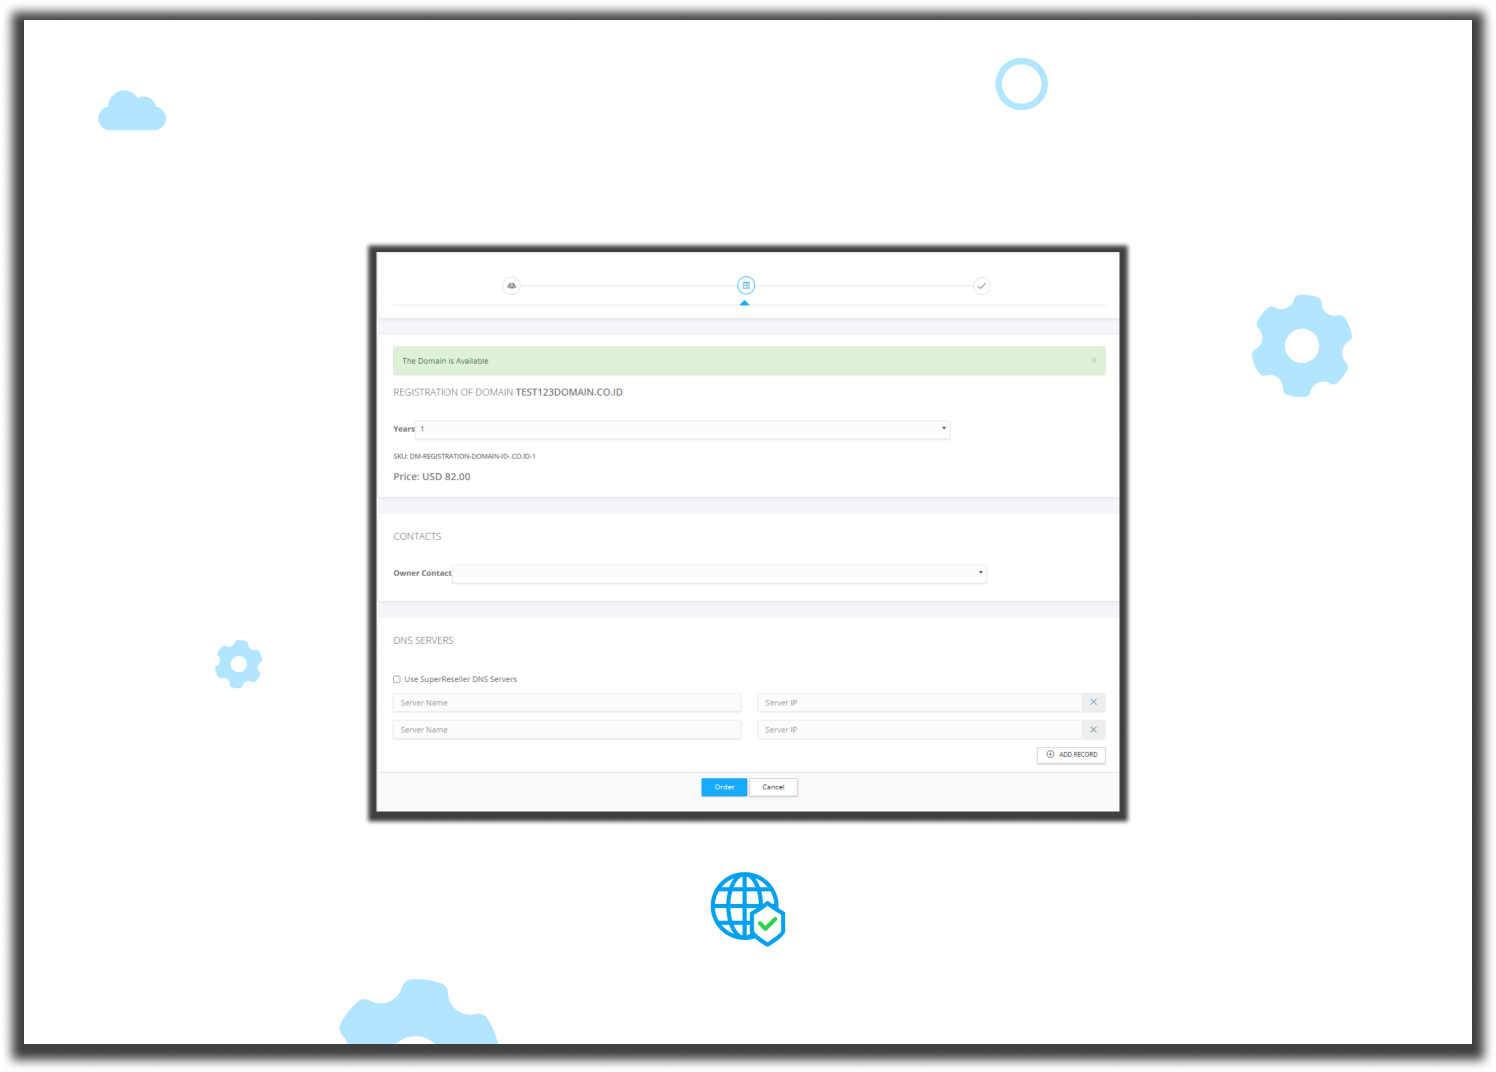 The Domain is Available
REGISTRATION OF DOMAIN TEST123DOMAIN.CO.ID
Years 1
SKU: DM-REGISTRATION-DOMAIN-ID-.CO.ID-1
Price: USD 82.00
CONTACTS
Owner Contact
DNS SERVERS
Use SuperReseller DNS Servers
Server Name Server IP
Server Name Server IP
ADD RECORD
Order Cancel